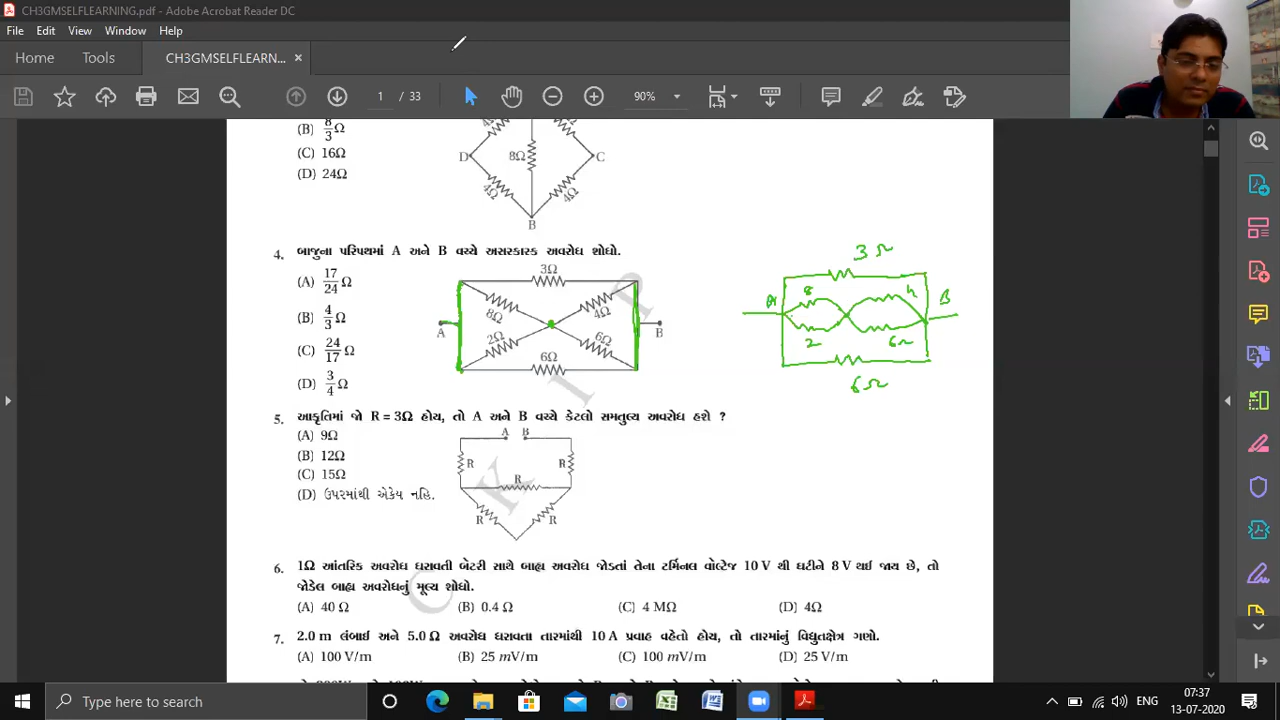 CH3GMSELFLEARNING.pdf - Adobe Acrobat Reader DC
File Edit View Window Help
Home Tools CH3GMSELFLEARN... ×
1 / 33 90%
(B) 8/3 Ω
(C) 16Ω
(D) 24Ω
D 8Ω C
4Ω 4Ω
B
4. બાજુના પરિપથમાં A અને B વચ્ચે અસરકારક અવરોધ શોધો.
(A) 17/24 Ω
(B) 4/3 Ω
(C) 24/17 Ω
(D) 3/4 Ω
3Ω
8Ω 4Ω
A B
2Ω 6Ω
6Ω
3 Ω
A 8 B
2 6Ω
6Ω
5. આકૃતિમાં જો R = 3Ω હોય, તો A અને B વચ્ચે કેટલો સમતુલ્ય અવરોધ હશે ?
(A) 9Ω
(B) 12Ω
(C) 15Ω
(D) ઉપરમાંથી એકેય નહિ.
A B
R R
R
R R
6. 1Ω આંતરિક અવરોધ ધરાવતી બેટરી સાથે બાહ્ય અવરોધ જોડતાં તેના ટર્મિનલ વોલ્ટેજ 10 V થી ઘટીને 8 V થઈ જાય છે, તો
જોડેલ બાહ્ય અવરોધનું મૂલ્ય શોધો.
(A) 40 Ω (B) 0.4 Ω (C) 4 MΩ (D) 4Ω
7. 2.0 m લંબાઈ અને 5.0 Ω અવરોધ ધરાવતા તારમાંથી 10 A પ્રવાહ વહેતો હોય, તો તારમાંનું વિદ્યુતક્ષેત્ર ગણો.
(A) 100 V/m (B) 25 mV/m (C) 100 mV/m (D) 25 V/m
Type here to search
ENG 07:37
13-07-2020